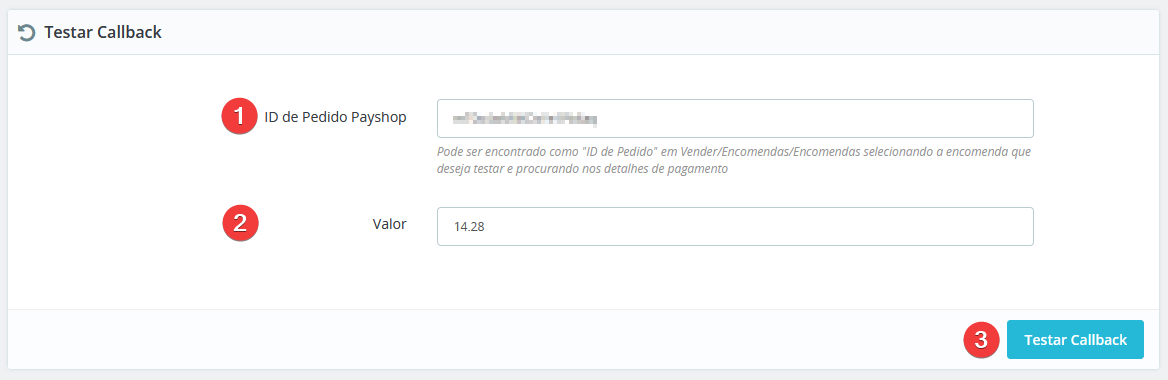 Testar Callback
1 ID de Pedido Payshop
Pode ser encontrado como "ID de Pedido" em Vender/Encomendas/Encomendas selecionando a encomenda que
deseja testar e procurando nos detalhes de pagamento
2 Valor 14.28
3 Testar Callback